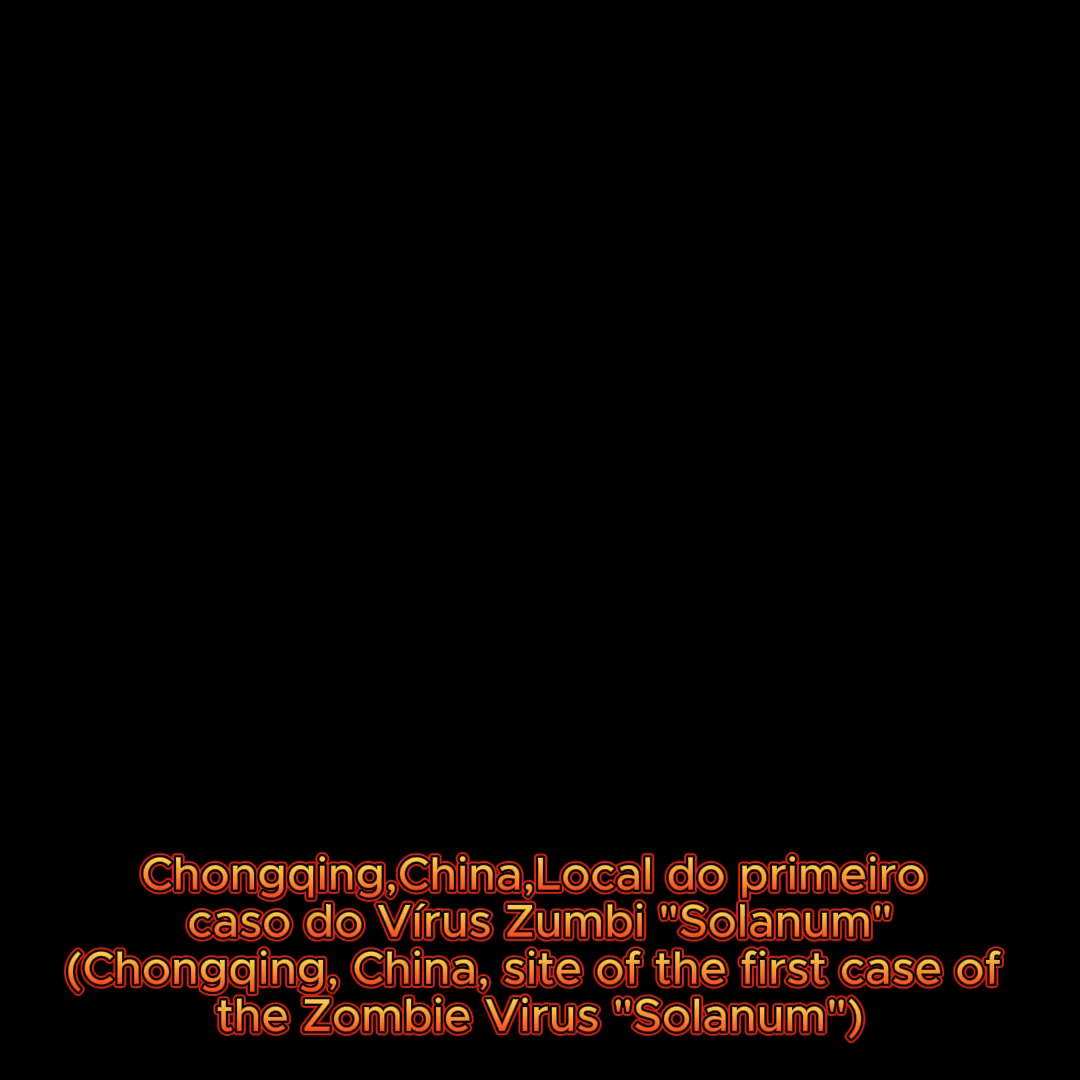 Chongqing,China,Local do primeiro
caso do Vírus Zumbi "Solanum"
(Chongqing, China, site of the first case of
the Zombie Virus "Solanum")